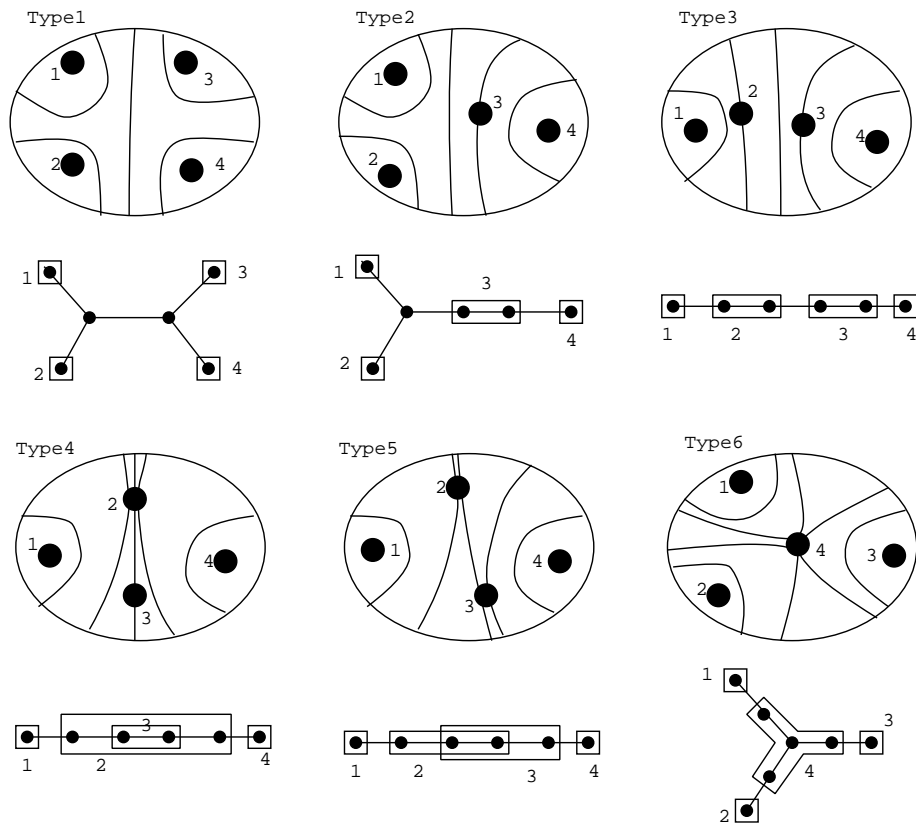 Type1 Type2 Type3
1 3 1 3 2
2 4 2 4 1 3 4
1 3 1 3
2 4 2 4 1 2 3 4
Type4 Type5 Type6
2 2 1
1 4 1 4 4 3
3 3 2
3 1 3
1 2 4 1 2 3 4 4
2